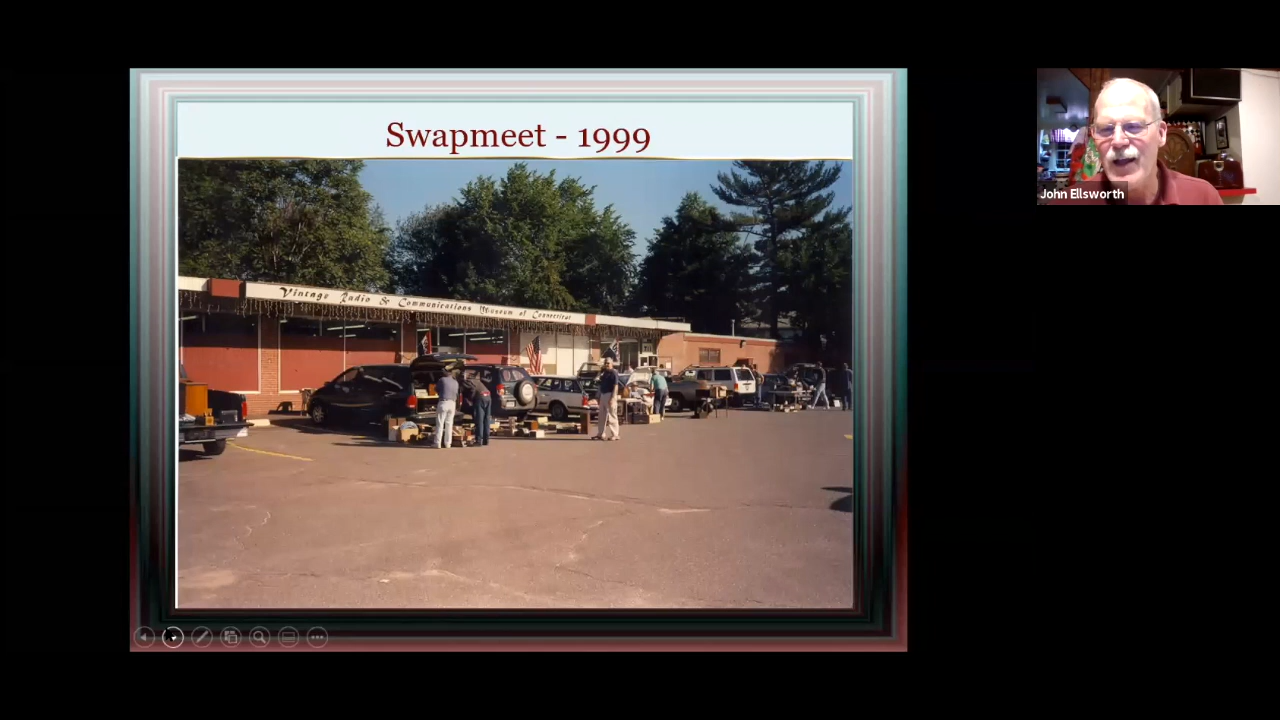 Swapmeet - 1999
Vintage Radio & Communications Museum of Connecticut
John Ellsworth